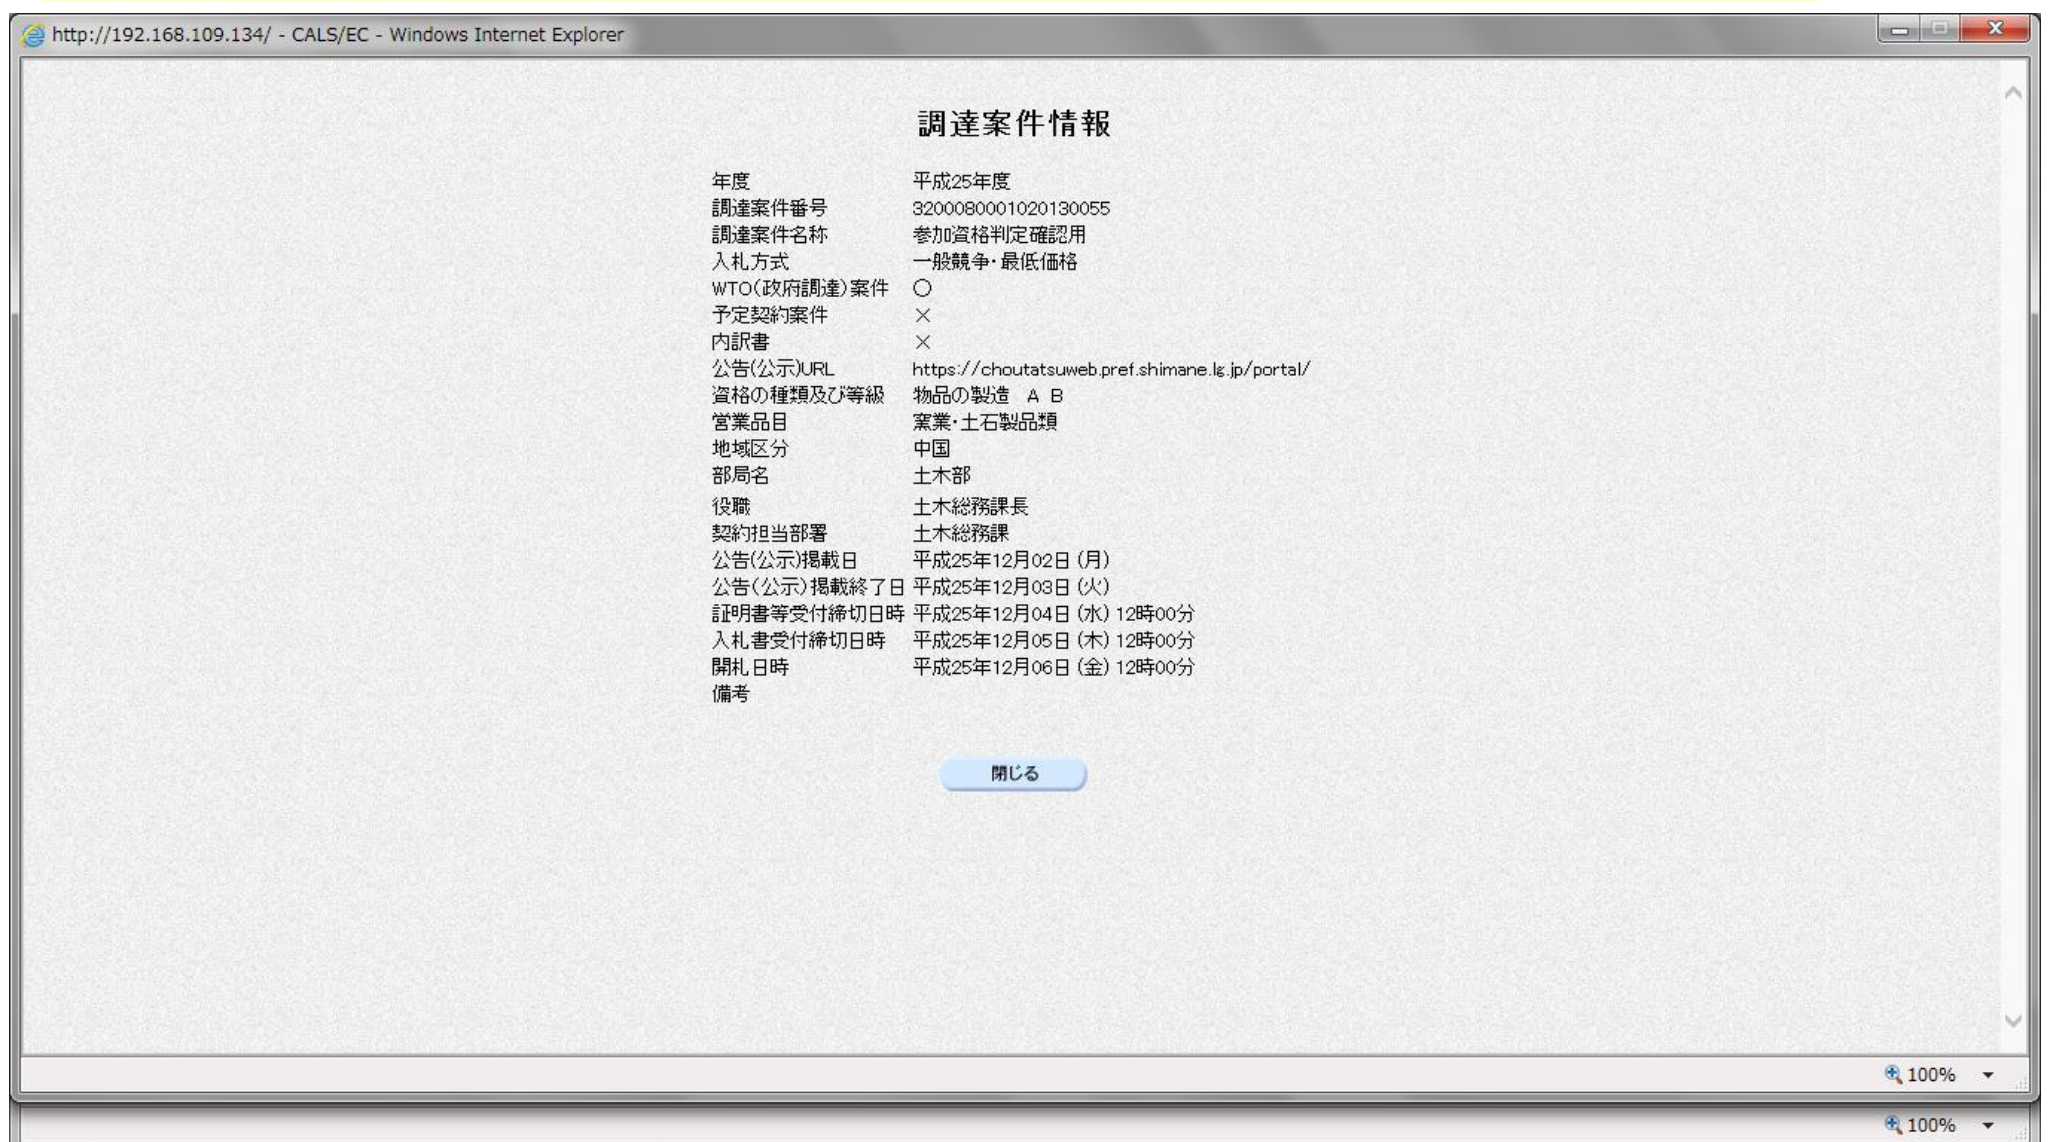 http://192.168.109.134/ - CALS/EC - Windows Internet Explorer
調達案件情報
年度 平成25年度
調達案件番号 3200080001020130055
調達案件名称 参加資格判定確認用
入札方式 一般競争・最低価格
WTO(政府調達)案件 ○
予定契約案件 ×
内訳書 ×
公告(公示)URL https://choutatsuweb.pref.shimane.lg.jp/portal/
資格の種類及び等級 物品の製造 A B
営業品目 窯業・土石製品類
地域区分 中国
部局名 土木部
役職 土木総務課長
契約担当部署 土木総務課
公告(公示)掲載日 平成25年12月02日 (月)
公告(公示)掲載終了日 平成25年12月03日 (火)
証明書等受付締切日時 平成25年12月04日 (水) 12時00分
入札書受付締切日時 平成25年12月05日 (木) 12時00分
開札日時 平成25年12月06日 (金) 12時00分
備考
閉じる
100%
100%